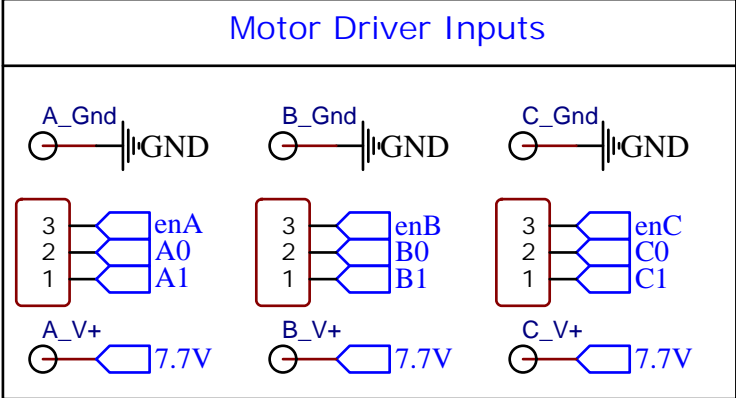 Motor Driver Inputs
A_Gnd B_Gnd C_Gnd
GND GND GND
3 enA 3 enB 3 enC
2 A0 2 B0 2 C0
1 A1 1 B1 1 C1
A_V+ B_V+ C_V+
7.7V 7.7V 7.7V